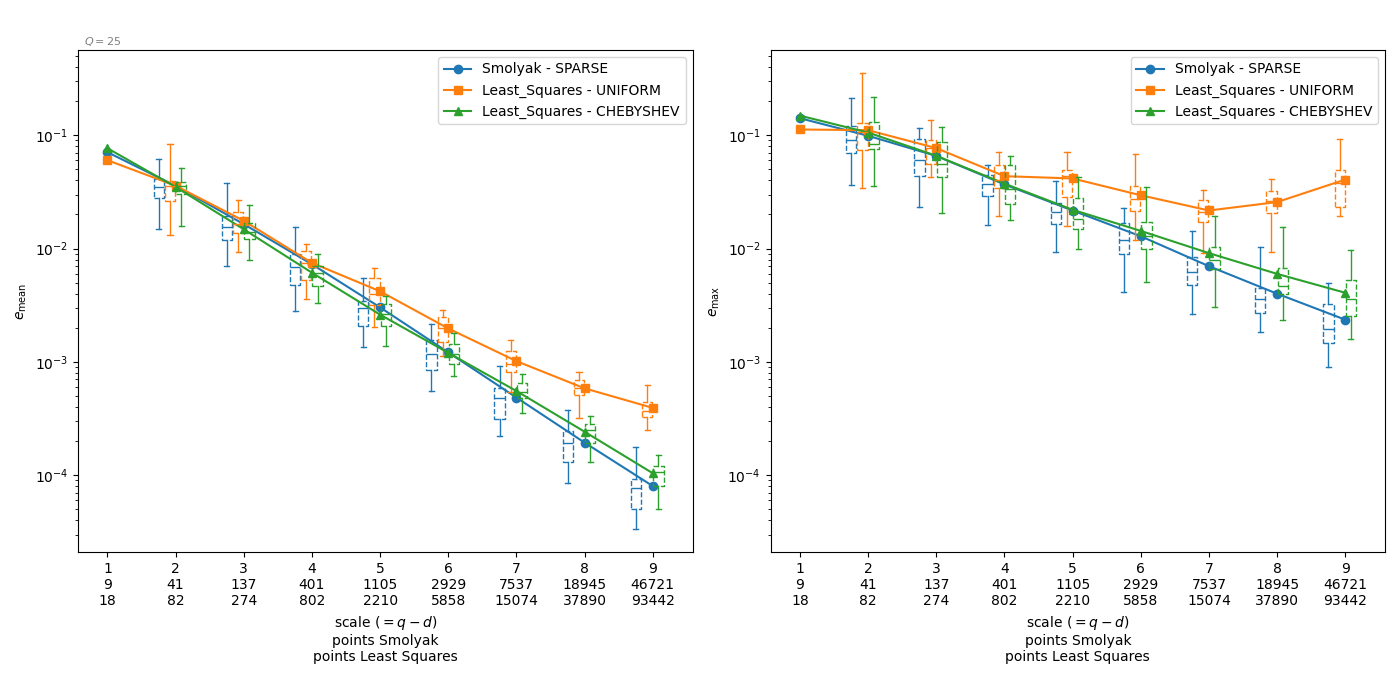 Q = 25
Smolyak - SPARSE
Least_Squares - UNIFORM
Least_Squares - CHEBYSHEV
10⁻¹
10⁻²
10⁻³
10⁻⁴
e_mean
1 2 3 4 5 6 7 8 9
9 41 137 401 1105 2929 7537 18945 46721
18 82 274 802 2210 5858 15074 37890 93442
scale (= q − d)
points Smolyak
points Least Squares
Smolyak - SPARSE
Least_Squares - UNIFORM
Least_Squares - CHEBYSHEV
10⁻¹
10⁻²
10⁻³
10⁻⁴
e_max
1 2 3 4 5 6 7 8 9
9 41 137 401 1105 2929 7537 18945 46721
18 82 274 802 2210 5858 15074 37890 93442
scale (= q − d)
points Smolyak
points Least Squares